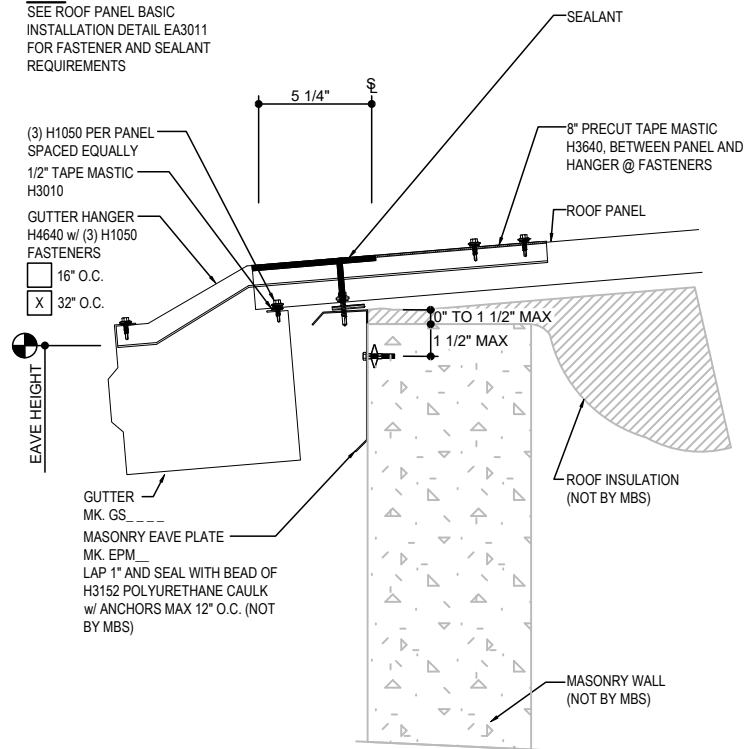 SEE ROOF PANEL BASIC
INSTALLATION DETAIL EA3011
FOR FASTENER AND SEALANT
REQUIREMENTS
SEALANT
5 1/4"
(3) H1050 PER PANEL
SPACED EQUALLY
1/2" TAPE MASTIC
H3010
GUTTER HANGER
H4640 w/ (3) H1050
FASTENERS
16" O.C.
X 32" O.C.
8" PRECUT TAPE MASTIC
H3640, BETWEEN PANEL AND
HANGER @ FASTENERS
ROOF PANEL
0" TO 1 1/2" MAX
1 1/2" MAX
EAVE HEIGHT
GUTTER
MK. GS_ _ _ _
MASONRY EAVE PLATE
MK. EPM__
LAP 1" AND SEAL WITH BEAD OF
H3152 POLYURETHANE CAULK
w/ ANCHORS MAX 12" O.C. (NOT
BY MBS)
ROOF INSULATION
(NOT BY MBS)
MASONRY WALL
(NOT BY MBS)